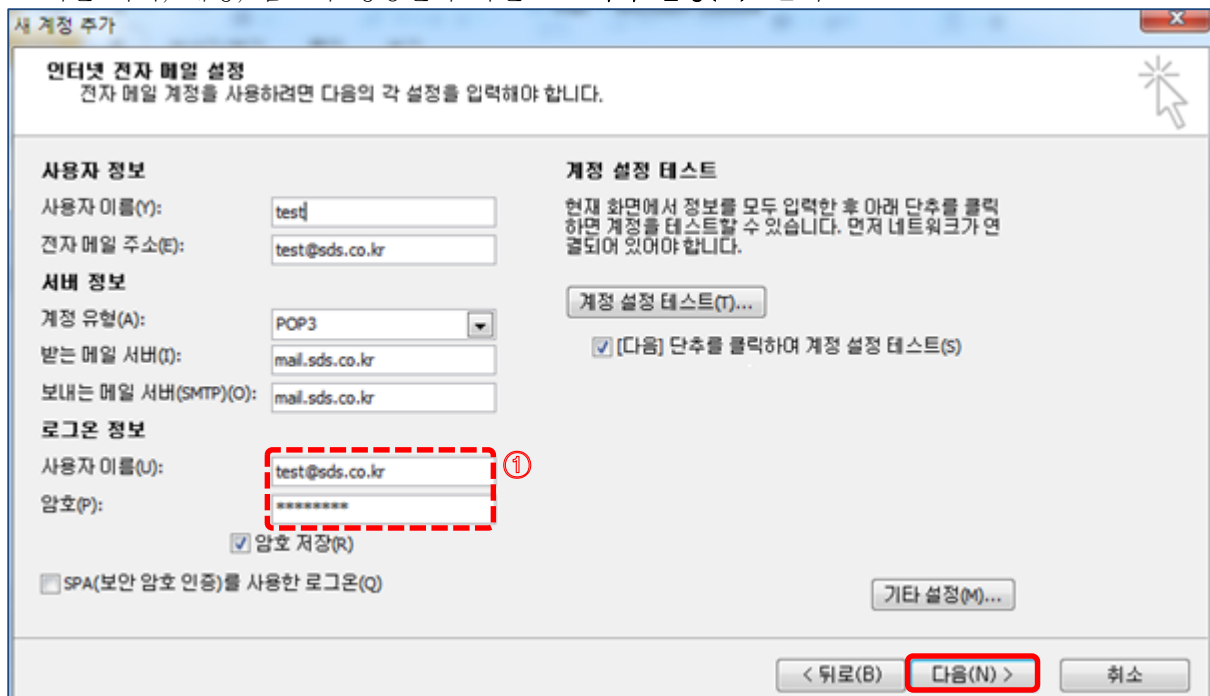 새 계정 추가
인터넷 전자 메일 설정
전자 메일 계정을 사용하려면 다음의 각 설정을 입력해야 합니다.
사용자 정보
사용자 이름(Y):
test
전자 메일 주소(E):
test@sds.co.kr
서버 정보
계정 유형(A):
POP3
받는 메일 서버(I):
mail.sds.co.kr
보내는 메일 서버(SMTP)(O):
mail.sds.co.kr
로그온 정보
사용자 이름(U):
test@sds.co.kr
①
암호(P):
********
암호 저장(R)
SPA(보안 암호 인증)를 사용한 로그온(Q)
계정 설정 테스트
현재 화면에서 정보를 모두 입력한 후 아래 단추를 클릭
하면 계정을 테스트할 수 있습니다. 먼저 네트워크가 연
결되어 있어야 합니다.
계정 설정 테스트(T)...
[다음] 단추를 클릭하여 계정 설정 테스트(S)
기타 설정(M)...
< 뒤로(B)
다음(N) >
취소